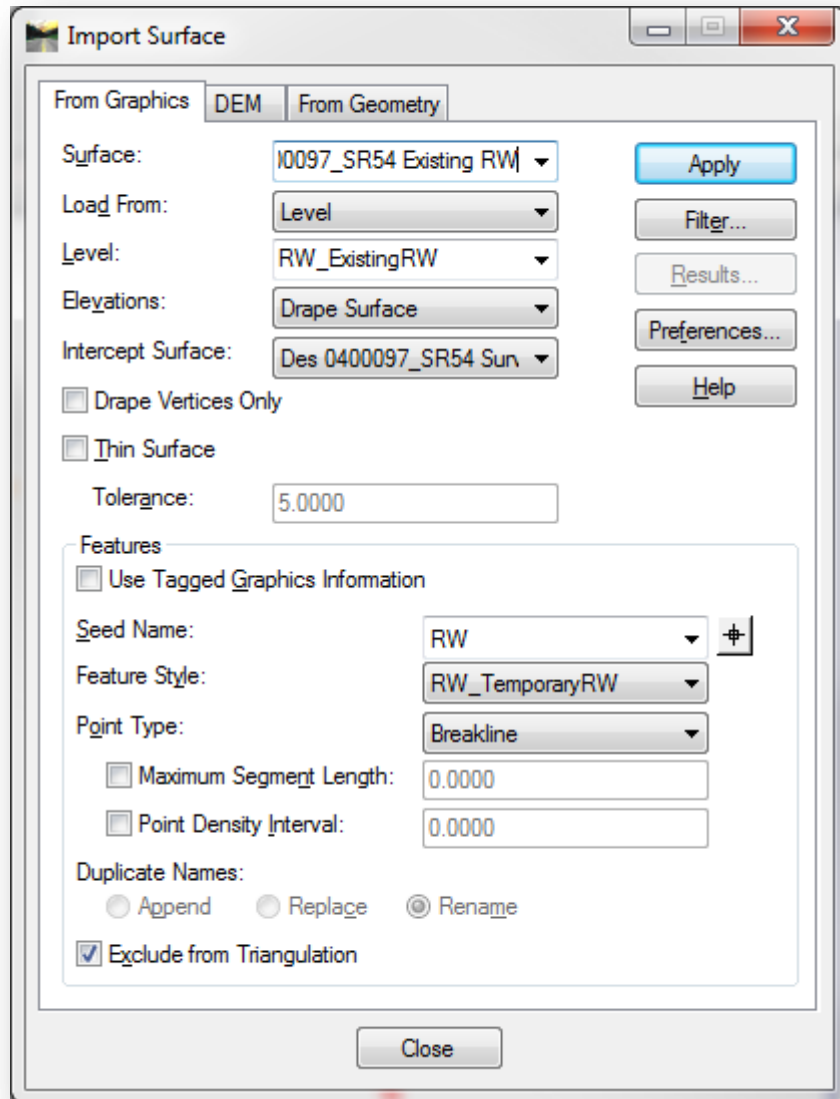 Import Surface
From Graphics DEM From Geometry
Surface: 00097_SR54 Existing RW Apply
Load From: Level Filter...
Level: RW_ExistingRW Results...
Elevations: Drape Surface Preferences...
Intercept Surface: Des 0400097_SR54 Surv Help
Drape Vertices Only
Thin Surface
Tolerance: 5.0000
Features
Use Tagged Graphics Information
Seed Name: RW
Feature Style: RW_TemporaryRW
Point Type: Breakline
Maximum Segment Length: 0.0000
Point Density Interval: 0.0000
Duplicate Names:
Append Replace Rename
Exclude from Triangulation
Close